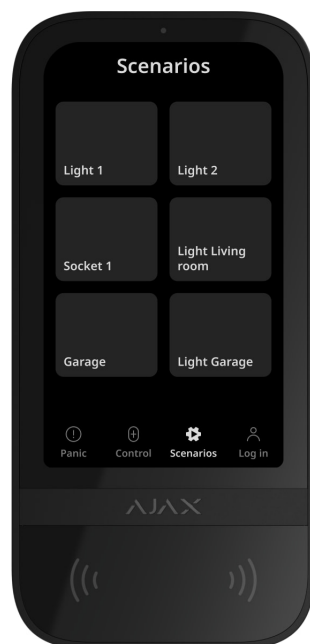 Scenarios
Light 1
Light 2
Socket 1
Light Living
room
Garage
Light Garage
Panic
Control
Scenarios
Log in
AJAX